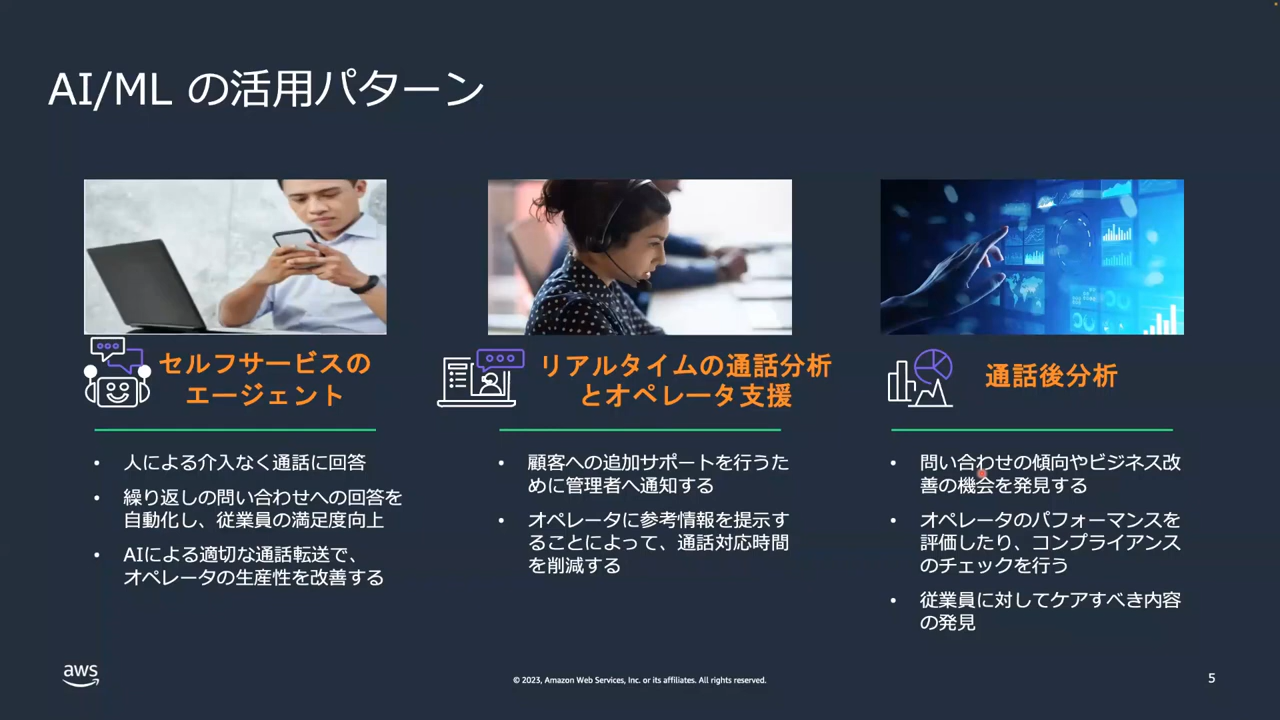 AI/ML の活用パターン
セルフサービスの
エージェント
• 人による介入なく通話に回答
• 繰り返しの問い合わせへの回答を
自動化し、従業員の満足度向上
• AIによる適切な通話転送で、
オペレータの生産性を改善する
リアルタイムの通話分析
とオペレータ支援
• 顧客への追加サポートを行うた
めに管理者へ通知する
• オペレータに参考情報を提示す
ることによって、通話対応時間
を削減する
通話後分析
• 問い合わせの傾向やビジネス改
善の機会を発見する
• オペレータのパフォーマンスを
評価したり、コンプライアンス
のチェックを行う
• 従業員に対してケアすべき内容
の発見
aws
© 2023, Amazon Web Services, Inc. or its affiliates. All rights reserved.
5